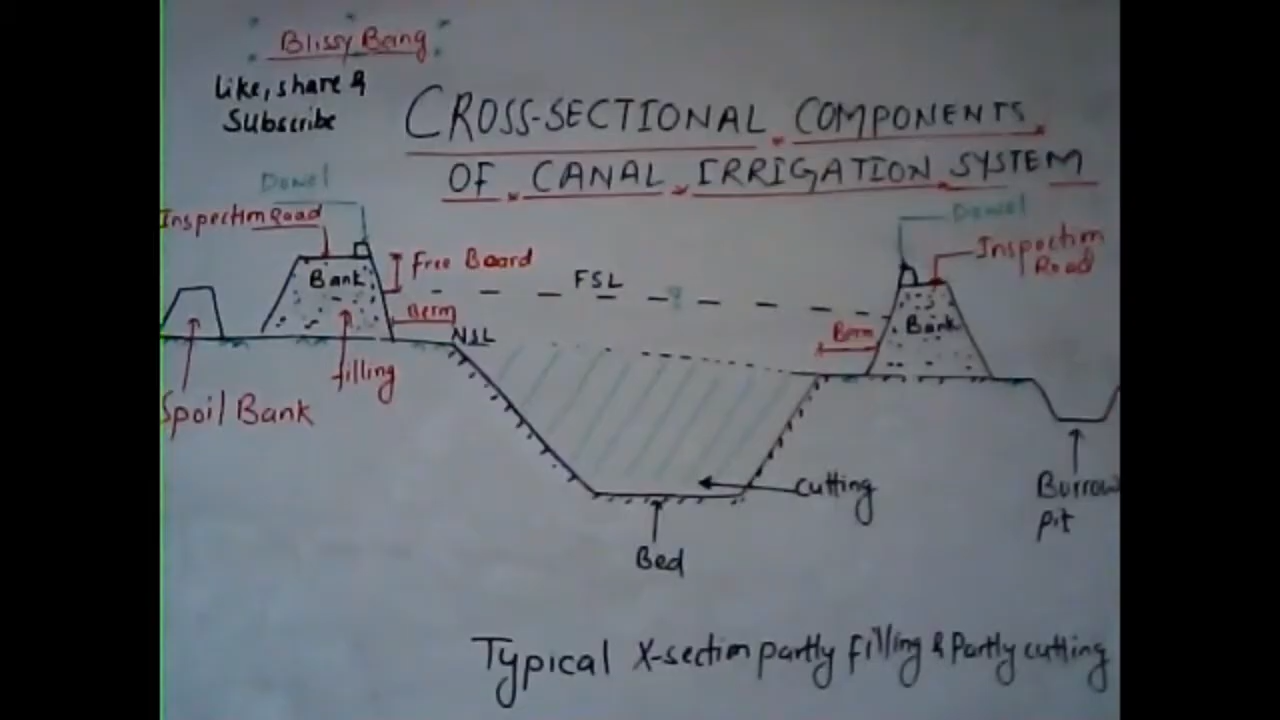 Blissy Bang
Like, share &
Subscribe
CROSS-SECTIONAL COMPONENTS
OF CANAL IRRIGATION SYSTEM
Dowel
Inspection Road
Bank
Free Board
FSL
Dowel
Inspection
Road
Berm
NSL
Berm
Bank
filling
Spoil Bank
Cutting
Burrow
pit
Bed
Typical X-section partly filling & Partly cutting